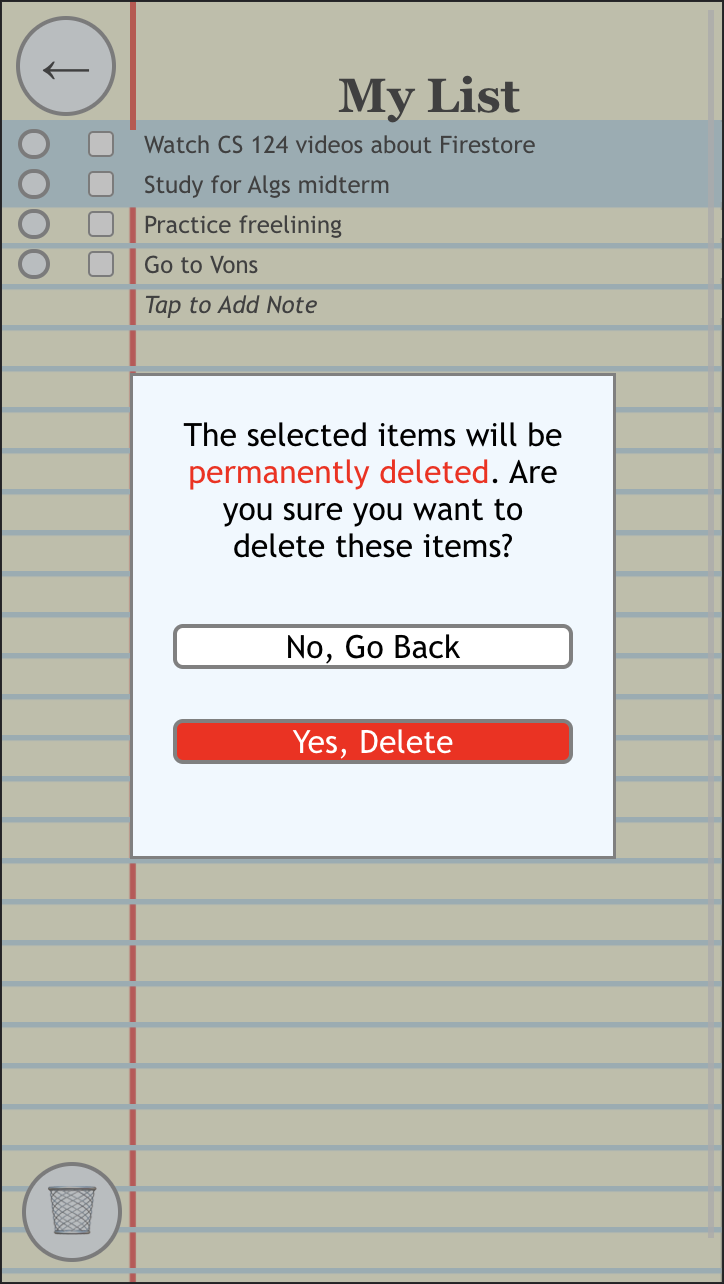 My List
Watch CS 124 videos about Firestore
Study for Algs midterm
Practice freelining
Go to Vons
Tap to Add Note
The selected items will be
permanently deleted. Are
you sure you want to
delete these items?
No, Go Back
Yes, Delete